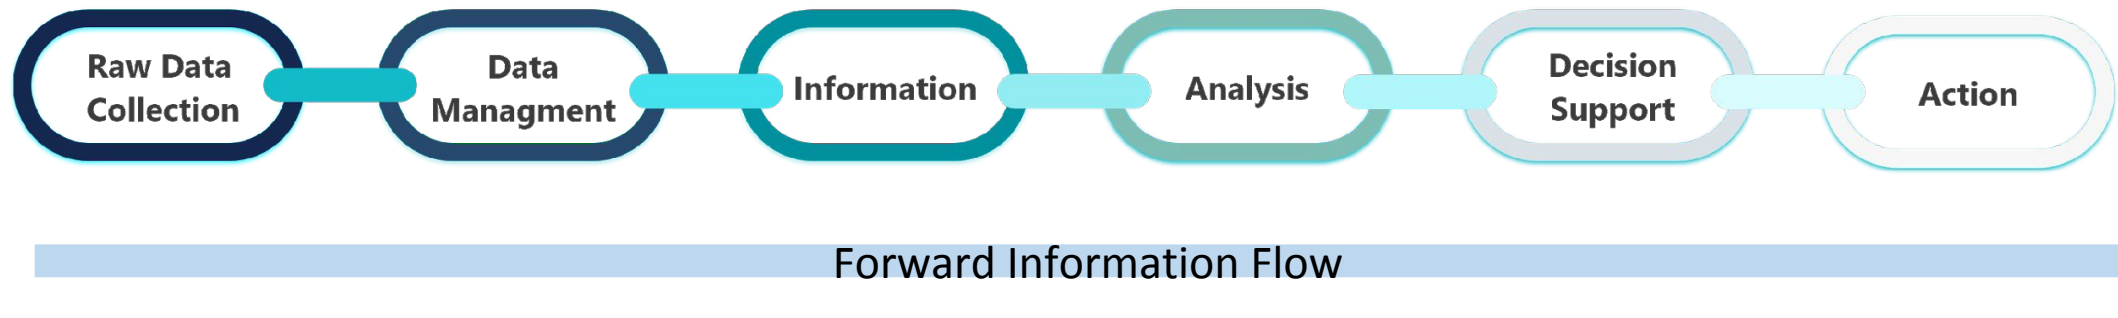 Raw Data
Collection
Data
Managment
Information
Analysis
Decision
Support
Action
Forward Information Flow